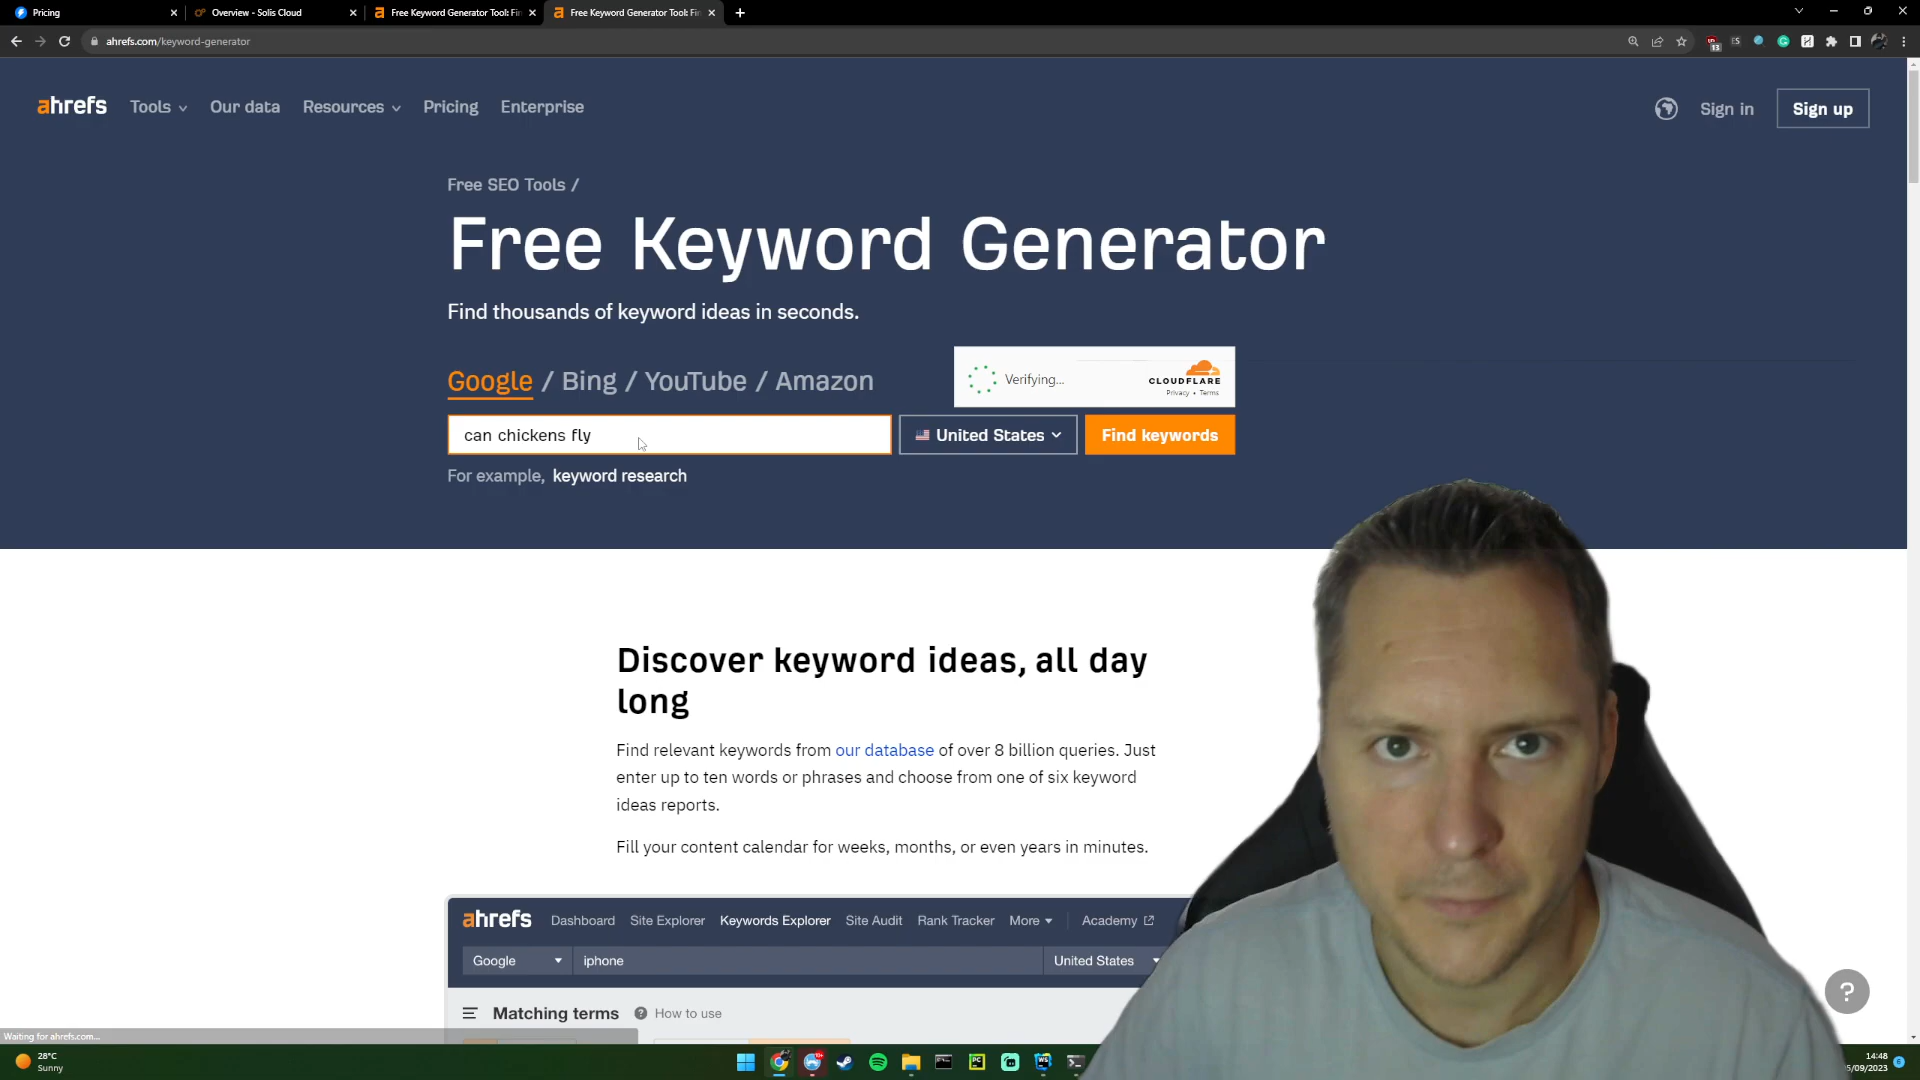 Pricing
Overview - Solis Cloud
Free Keyword Generator Tool: Fin
Free Keyword Generator Tool: Fin
ahrefs.com/keyword-generator
13
ahrefs
Tools
Our data
Resources
Pricing
Enterprise
Sign in
Sign up
Free SEO Tools /
Free Keyword Generator
Find thousands of keyword ideas in seconds.
Google / Bing / YouTube / Amazon
Verifying...
CLOUDFLARE
Privacy • Terms
can chickens fly
United States
Find keywords
For example, keyword research
Discover keyword ideas, all day
long
Find relevant keywords from our database of over 8 billion queries. Just
enter up to ten words or phrases and choose from one of six keyword
ideas reports.
Fill your content calendar for weeks, months, or even years in minutes.
ahrefs
Dashboard
Site Explorer
Keywords Explorer
Site Audit
Rank Tracker
More
Academy
Google
iphone
United States
Matching terms
? How to use
?
Waiting for ahrefs.com...
28°C
Sunny
14:48
5/09/2023